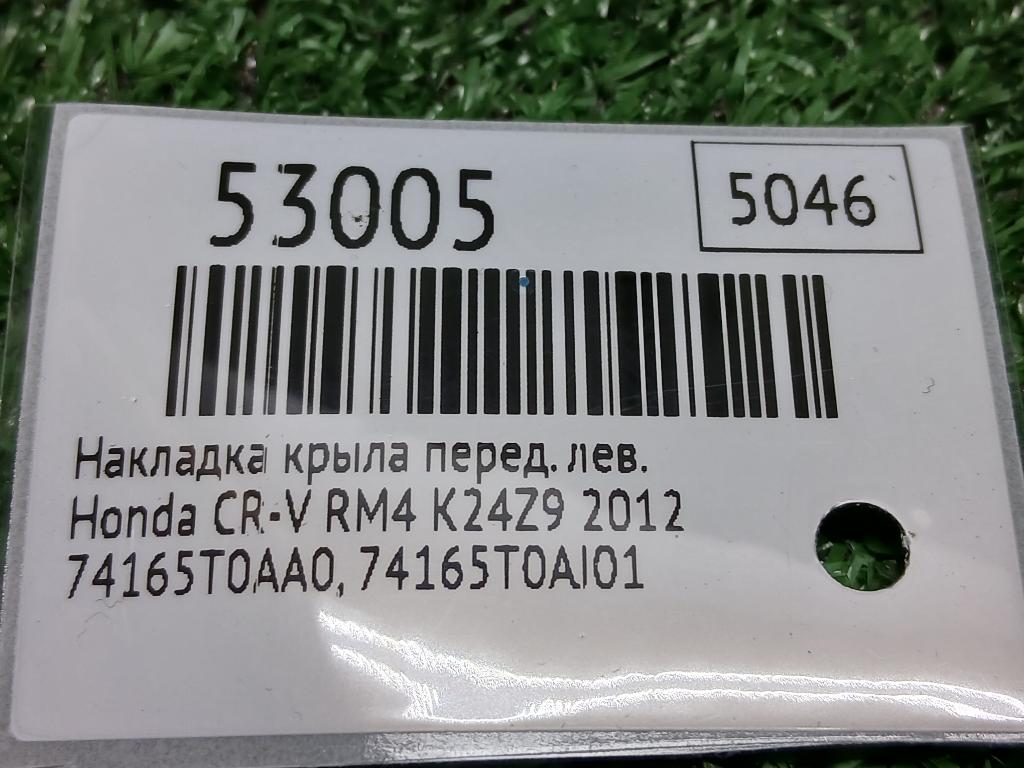 53005
5046
Накладка крыла перед. лев.
Honda CR-V RM4 K24Z9 2012
74165T0AA0, 74165T0AI01